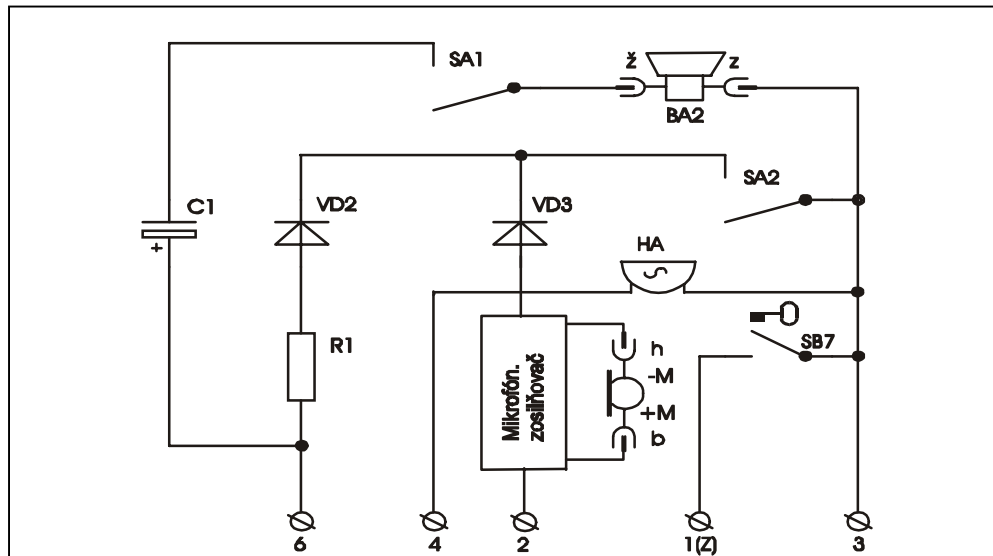 SA1
ž
z
BA2
SA2
C1
VD2
VD3
HA
+
R1
SB7
h
-M
+M
b
Mikrofón.
zosilňovač
6
4
2
1(Z)
3